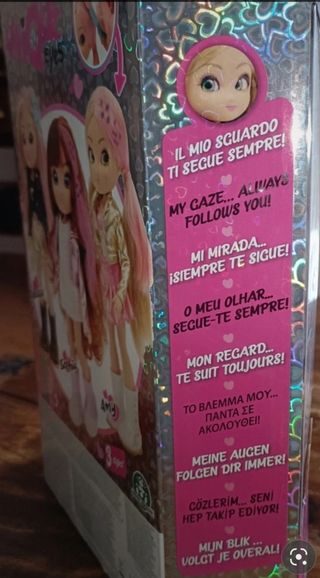 IL MIO SGUARDO
TI SEGUE SEMPRE!
MY GAZE... ALWAYS
FOLLOWS YOU!
MI MIRADA...
¡SIEMPRE TE SIGUE!
O MEU OLHAR...
SEGUE-TE SEMPRE!
MON REGARD...
TE SUIT TOUJOURS!
ΤΟ ΒΛΕΜΜΑ ΜΟΥ...
ΠΑΝΤΑ ΣΕ
ΑΚΟΛΟΥΘΕΙ!
MEINE AUGEN
FOLGEN DIR IMMER!
GÖZLERİM... SENİ
HEP TAKİP EDİYOR!
MIJN BLIK ...
VOLGT JE OVERAL!
Amy